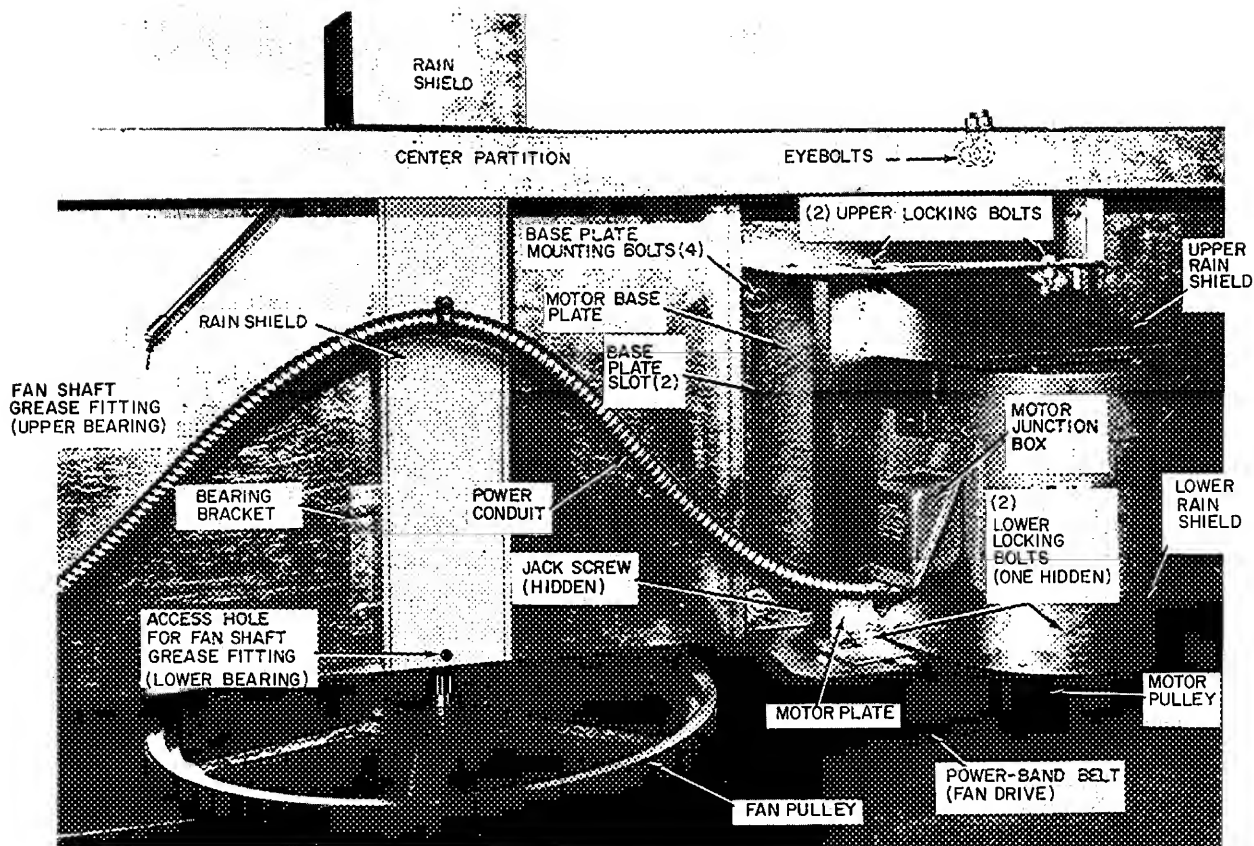 RAIN
SHIELD
CENTER PARTITION
EYEBOLTS
(2) UPPER LOCKING BOLTS
BASE PLATE
MOUNTING BOLTS (4)
UPPER
RAIN
SHIELD
MOTOR BASE
PLATE
RAIN SHIELD
BASE
PLATE
SLOT (2)
FAN SHAFT
GREASE FITTING
(UPPER BEARING)
MOTOR
JUNCTION
BOX
BEARING
BRACKET
POWER
CONDUIT
(2)
LOWER
LOCKING
BOLTS
(ONE HIDDEN)
LOWER
RAIN
SHIELD
JACK SCREW
(HIDDEN)
ACCESS HOLE
FOR FAN SHAFT
GREASE FITTING
(LOWER BEARING)
MOTOR PLATE
MOTOR
PULLEY
POWER-BAND BELT
(FAN DRIVE)
FAN PULLEY